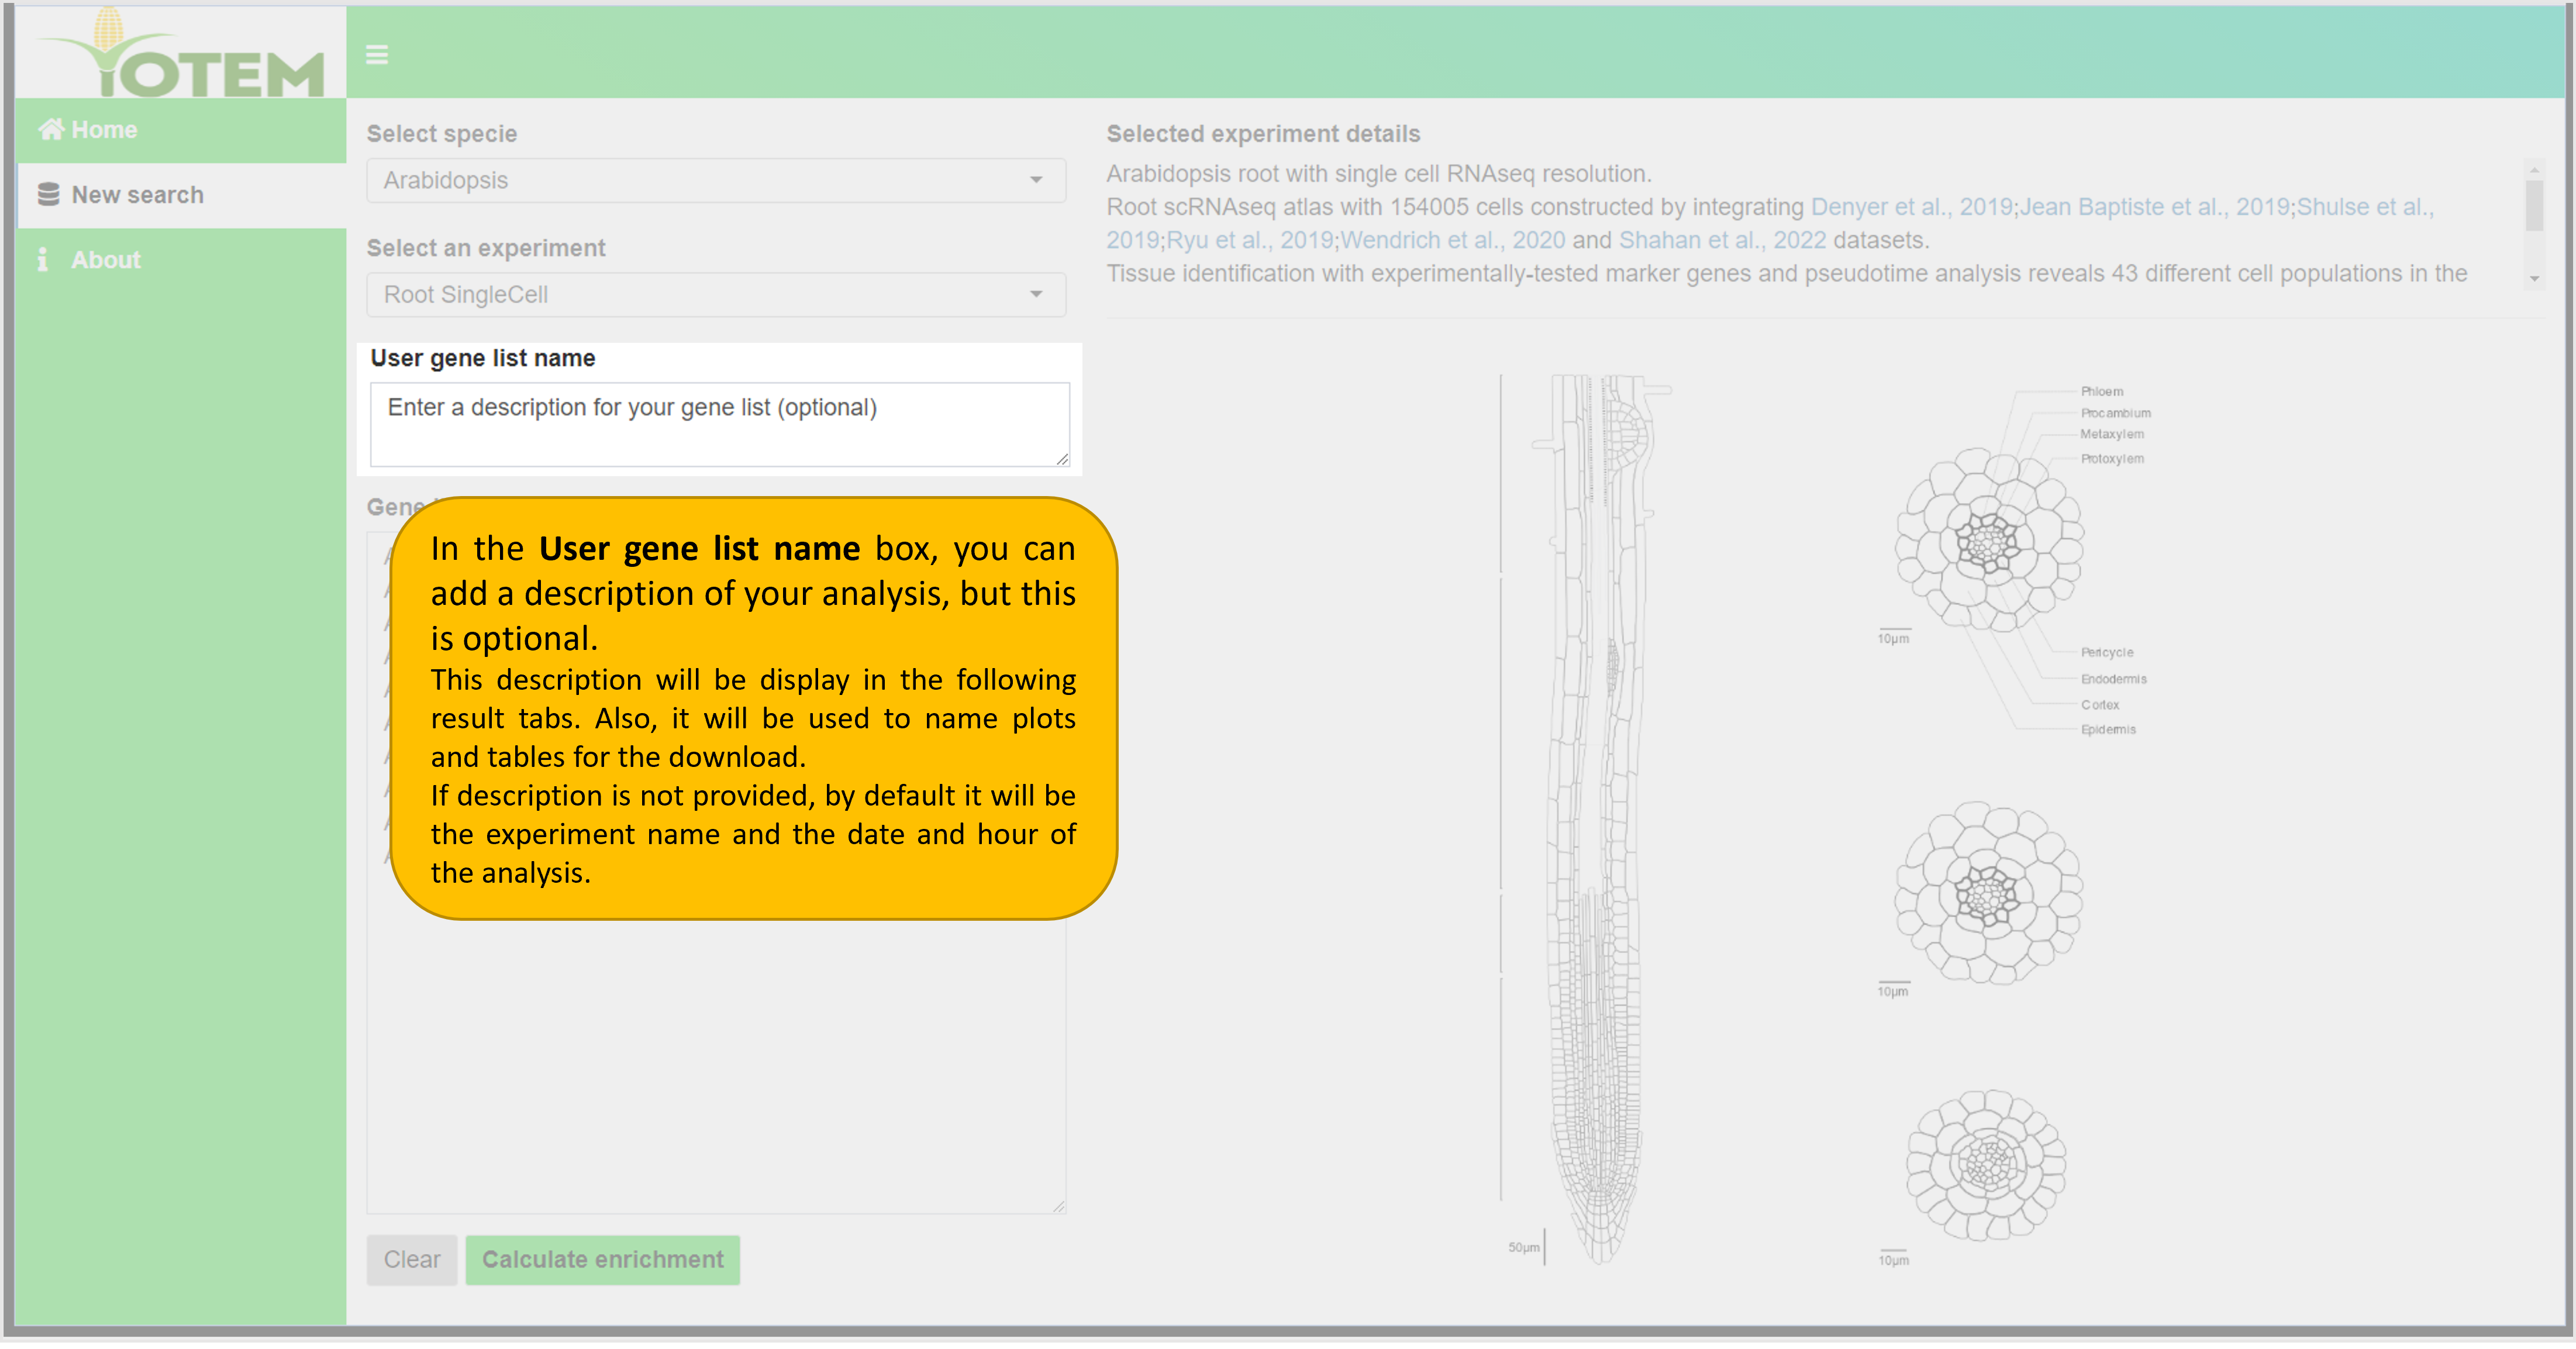 TOTEM
Home
New search
About
Select specie
Arabidopsis
Select an experiment
Root SingleCell
User gene list name
Enter a description for your gene list (optional)
Gene
In the User gene list name box, you can
add a description of your analysis, but this
is optional.
This description will be display in the following
result tabs. Also, it will be used to name plots
and tables for the download.
If description is not provided, by default it will be
the experiment name and the date and hour of
the analysis.
Clear
Calculate enrichment
Selected experiment details
Arabidopsis root with single cell RNAseq resolution.
Root scRNAseq atlas with 154005 cells constructed by integrating Denyer et al., 2019;Jean Baptiste et al., 2019;Shulse et al.,
2019;Ryu et al., 2019;Wendrich et al., 2020 and Shahan et al., 2022 datasets.
Tissue identification with experimentally-tested marker genes and pseudotime analysis reveals 43 different cell populations in the
Phloem
Procambium
Metaxylem
Protoxylem
10µm
Pericycle
Endodermis
Cortex
Epidermis
10µm
50µm
10µm